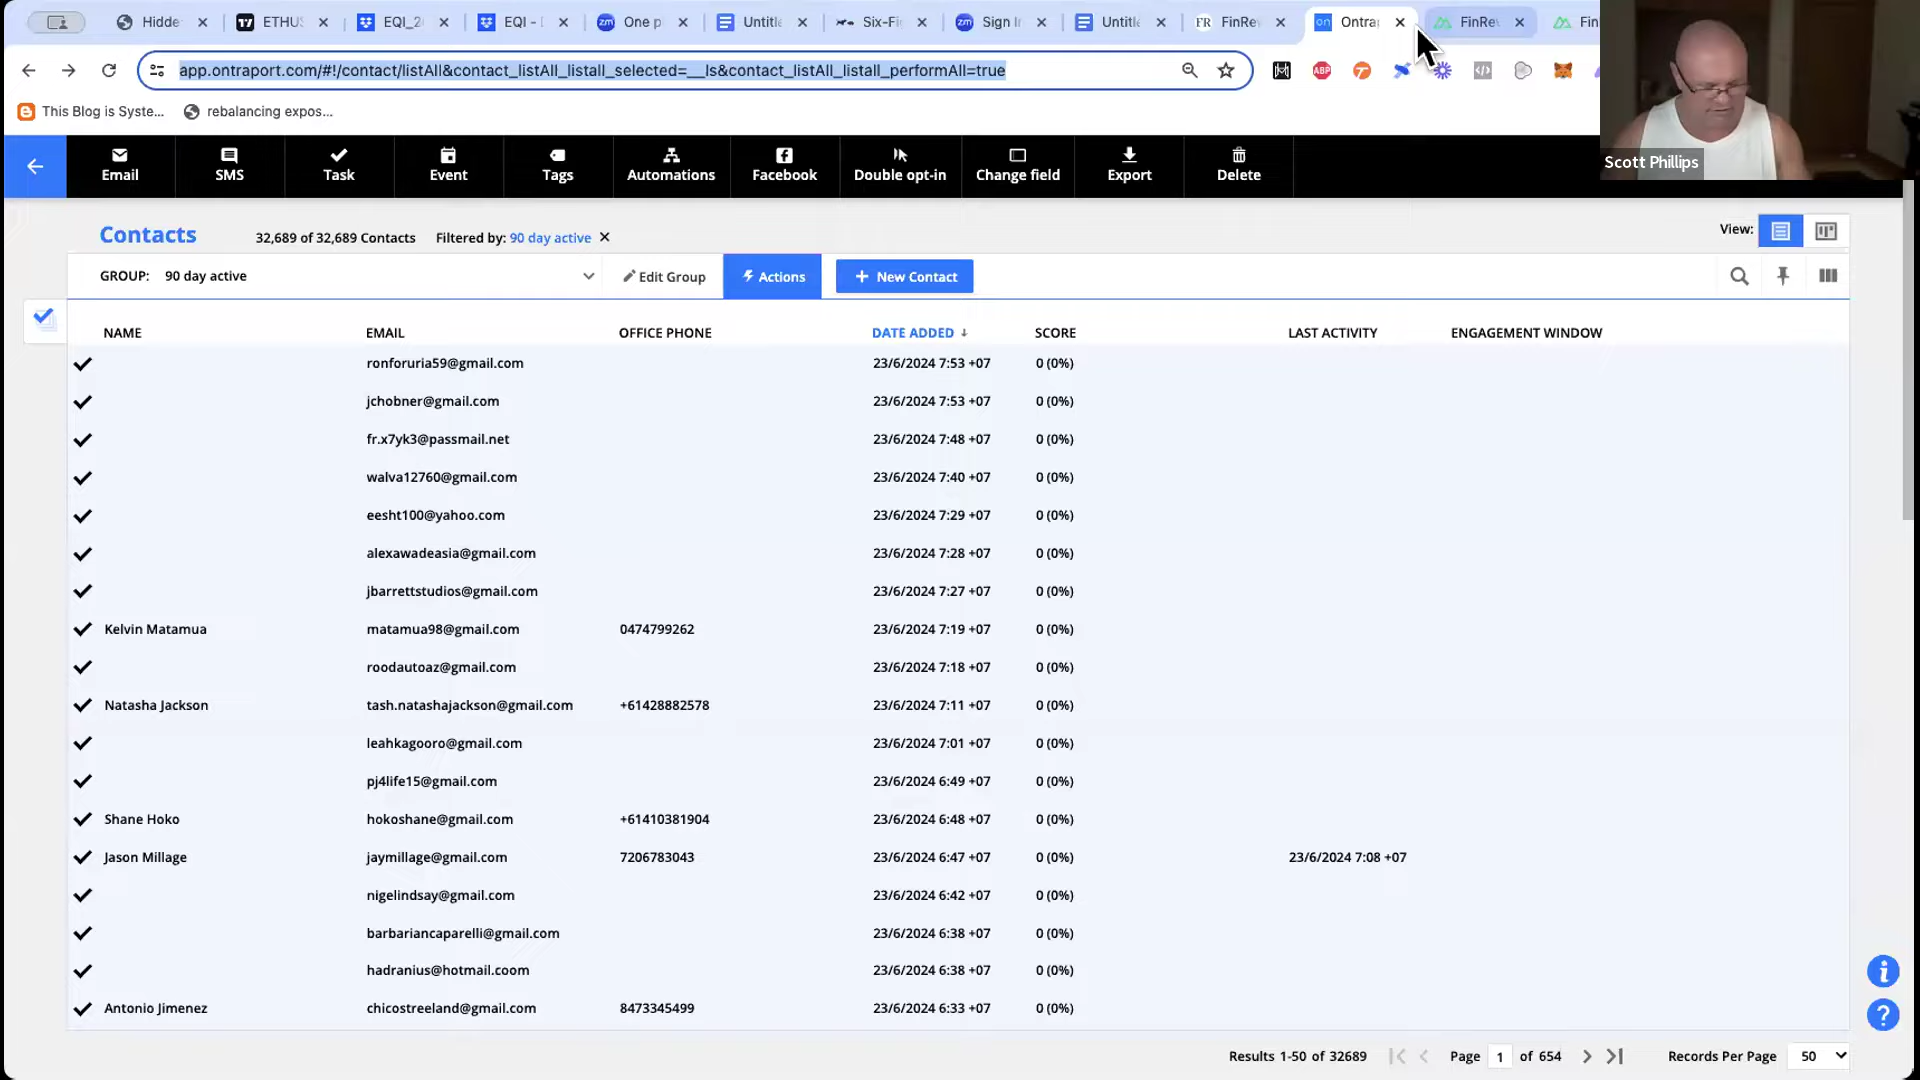 Hidde
ETHUS
EQI_2
EQI - D
One p
Untitle
Six-Fi
Sign In
Untitle
FinRev
Ontra
FinRev
Fin
app.ontraport.com/#!/contact/listAll&contact_listAll_listall_selected=__ls&contact_listAll_listall_performAll=true
This Blog is Syste...
rebalancing expos...
Scott Phillips
Email
SMS
Task
Event
Tags
Automations
Facebook
Double opt-in
Change field
Export
Delete
Contacts 32,689 of 32,689 Contacts Filtered by: 90 day active
View:
GROUP: 90 day active Edit Group Actions + New Contact
NAME EMAIL OFFICE PHONE DATE ADDED SCORE LAST ACTIVITY ENGAGEMENT WINDOW
ronforuria59@gmail.com 23/6/2024 7:53 +07 0 (0%)
jchobner@gmail.com 23/6/2024 7:53 +07 0 (0%)
fr.x7yk3@passmail.net 23/6/2024 7:48 +07 0 (0%)
walva12760@gmail.com 23/6/2024 7:40 +07 0 (0%)
eesht100@yahoo.com 23/6/2024 7:29 +07 0 (0%)
alexawadeasia@gmail.com 23/6/2024 7:28 +07 0 (0%)
jbarrettstudios@gmail.com 23/6/2024 7:27 +07 0 (0%)
Kelvin Matamua matamua98@gmail.com 0474799262 23/6/2024 7:19 +07 0 (0%)
roodautoaz@gmail.com 23/6/2024 7:18 +07 0 (0%)
Natasha Jackson tash.natashajackson@gmail.com +61428882578 23/6/2024 7:11 +07 0 (0%)
leahkagooro@gmail.com 23/6/2024 7:01 +07 0 (0%)
pj4life15@gmail.com 23/6/2024 6:49 +07 0 (0%)
Shane Hoko hokoshane@gmail.com +61410381904 23/6/2024 6:48 +07 0 (0%)
Jason Millage jaymillage@gmail.com 7206783043 23/6/2024 6:47 +07 0 (0%) 23/6/2024 7:08 +07
nigelindsay@gmail.com 23/6/2024 6:42 +07 0 (0%)
barbariancaparelli@gmail.com 23/6/2024 6:38 +07 0 (0%)
hadranius@hotmail.coom 23/6/2024 6:38 +07 0 (0%)
Antonio Jimenez chicostreeland@gmail.com 8473345499 23/6/2024 6:33 +07 0 (0%)
Results 1-50 of 32689 Page 1 of 654 Records Per Page 50